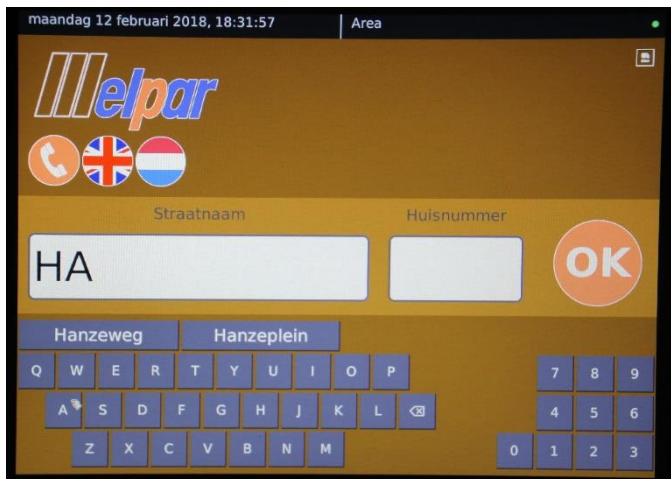 maandag 12 februari 2018, 18:31:57 Area
elpar
Straatnaam Huisnummer
HA
OK
Hanzeweg Hanzeplein
Q W E R T Y U I O P 7 8 9
A S D F G H J K L 4 5 6
Z X C V B N M 0 1 2 3